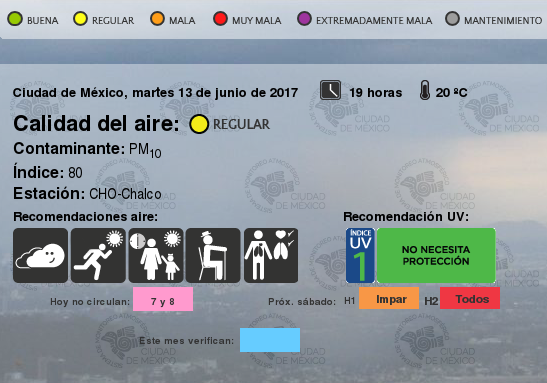 BUENA REGULAR MALA MUY MALA EXTREMADAMENTE MALA MANTENIMIENTO
Ciudad de México, martes 13 de junio de 2017 19 horas 20 ºC
Calidad del aire: REGULAR
Contaminante: PM10
Índice: 80
Estación: CHO-Chalco
Recomendaciones aire: Recomendación UV:
ÍNDICE
UV
1
NO NECESITA
PROTECCIÓN
Hoy no circulan: 7 y 8 Próx. sábado: H1 Impar H2 Todos
Este mes verifican:
CIUDAD
DE MÉXICO